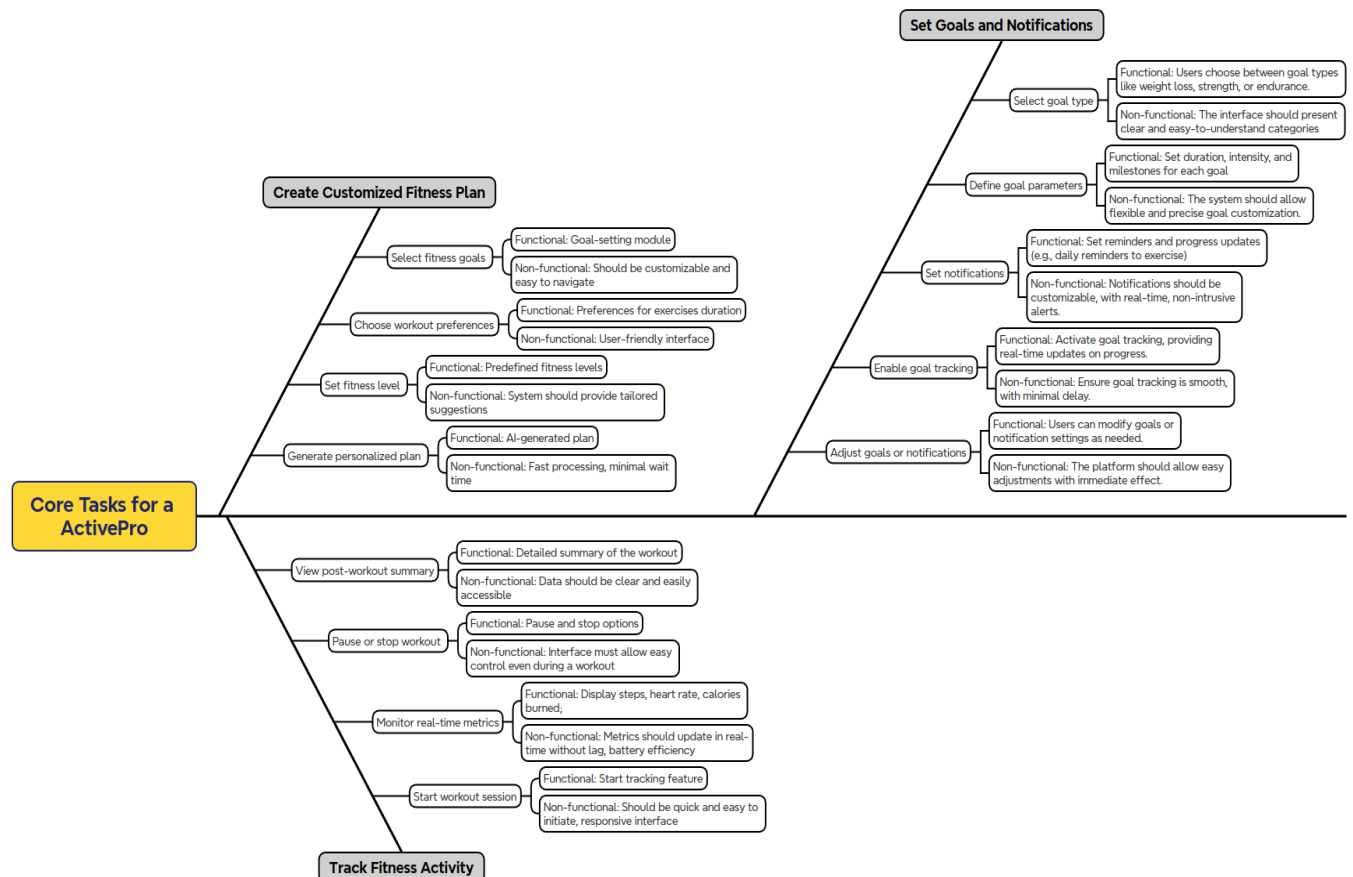 Set Goals and Notifications
Select goal type
Functional: Users choose between goal types
like weight loss, strength, or endurance.
Non-functional: The interface should present
clear and easy-to-understand categories
Define goal parameters
Functional: Set duration, intensity, and
milestones for each goal
Non-functional: The system should allow
flexible and precise goal customization.
Set notifications
Functional: Set reminders and progress updates
(e.g., daily reminders to exercise)
Non-functional: Notifications should be
customizable, with real-time, non-intrusive
alerts.
Enable goal tracking
Functional: Activate goal tracking, providing
real-time updates on progress.
Non-functional: Ensure goal tracking is smooth,
with minimal delay.
Adjust goals or notifications
Functional: Users can modify goals or
notification settings as needed.
Non-functional: The platform should allow easy
adjustments with immediate effect.
Create Customized Fitness Plan
Select fitness goals
Functional: Goal-setting module
Non-functional: Should be customizable and
easy to navigate
Choose workout preferences
Functional: Preferences for exercises duration
Non-functional: User-friendly interface
Set fitness level
Functional: Predefined fitness levels
Non-functional: System should provide tailored
suggestions
Generate personalized plan
Functional: AI-generated plan
Non-functional: Fast processing, minimal wait
time
Core Tasks for a
ActivePro
View post-workout summary
Functional: Detailed summary of the workout
Non-functional: Data should be clear and easily
accessible
Pause or stop workout
Functional: Pause and stop options
Non-functional: Interface must allow easy
control even during a workout
Monitor real-time metrics
Functional: Display steps, heart rate, calories
burned;
Non-functional: Metrics should update in real-
time without lag, battery efficiency
Start workout session
Functional: Start tracking feature
Non-functional: Should be quick and easy to
initiate, responsive interface
Track Fitness Activity